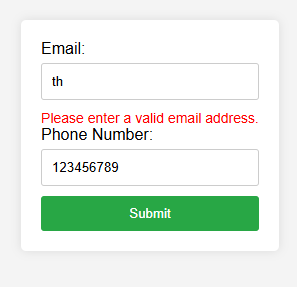 Email:
th
Please enter a valid email address.
Phone Number:
123456789
Submit